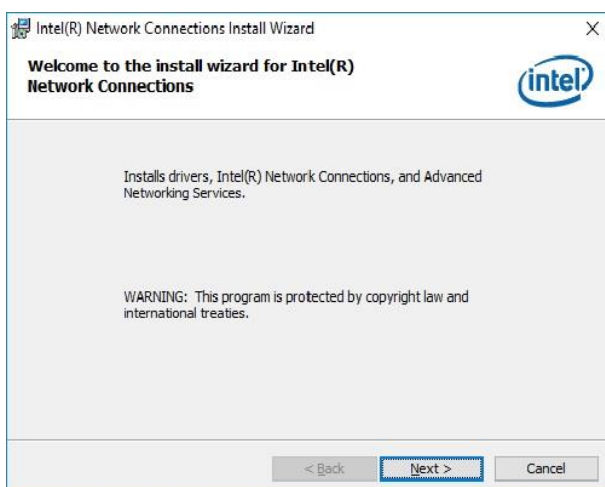 Intel(R) Network Connections Install Wizard
Welcome to the install wizard for Intel(R)
Network Connections
intel
Installs drivers, Intel(R) Network Connections, and Advanced
Networking Services.
WARNING: This program is protected by copyright law and
international treaties.
< Back Next > Cancel